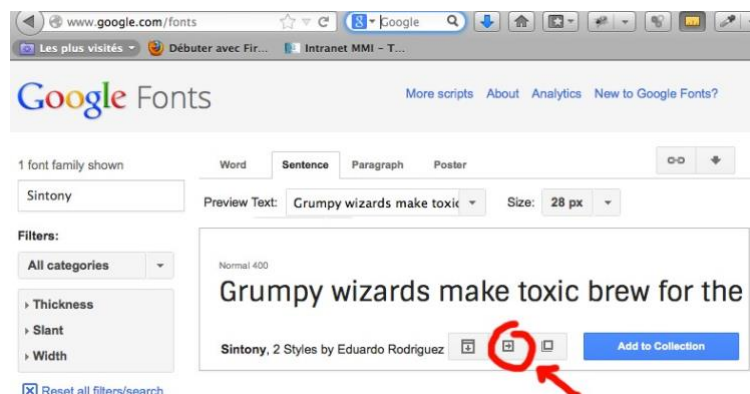 www.google.com/fonts
Google
Les plus visités
Débuter avec Fir...
Intranet MMI – T...
Google Fonts
More scripts About Analytics New to Google Fonts?
1 font family shown
Word Sentence Paragraph Poster
Sintony
Preview Text: Grumpy wizards make toxic Size: 28 px
Filters:
All categories
Normal 400
Grumpy wizards make toxic brew for the
Thickness
Slant
Width
Sintony, 2 Styles by Eduardo Rodriguez
Add to Collection
Reset all filters/search